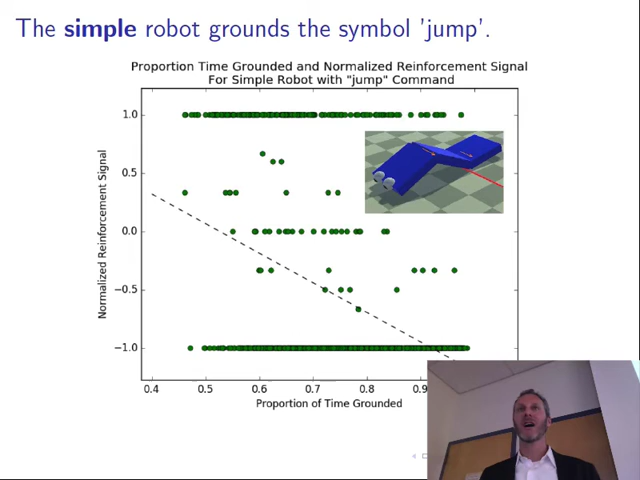 The simple robot grounds the symbol 'jump'.
Proportion Time Grounded and Normalized Reinforcement Signal
For Simple Robot with "jump" Command
Normalized Reinforcement Signal
1.0
0.5
0.0
−0.5
−1.0
0.4
0.5
0.6
0.7
0.8
0.9
Proportion of Time Grounded